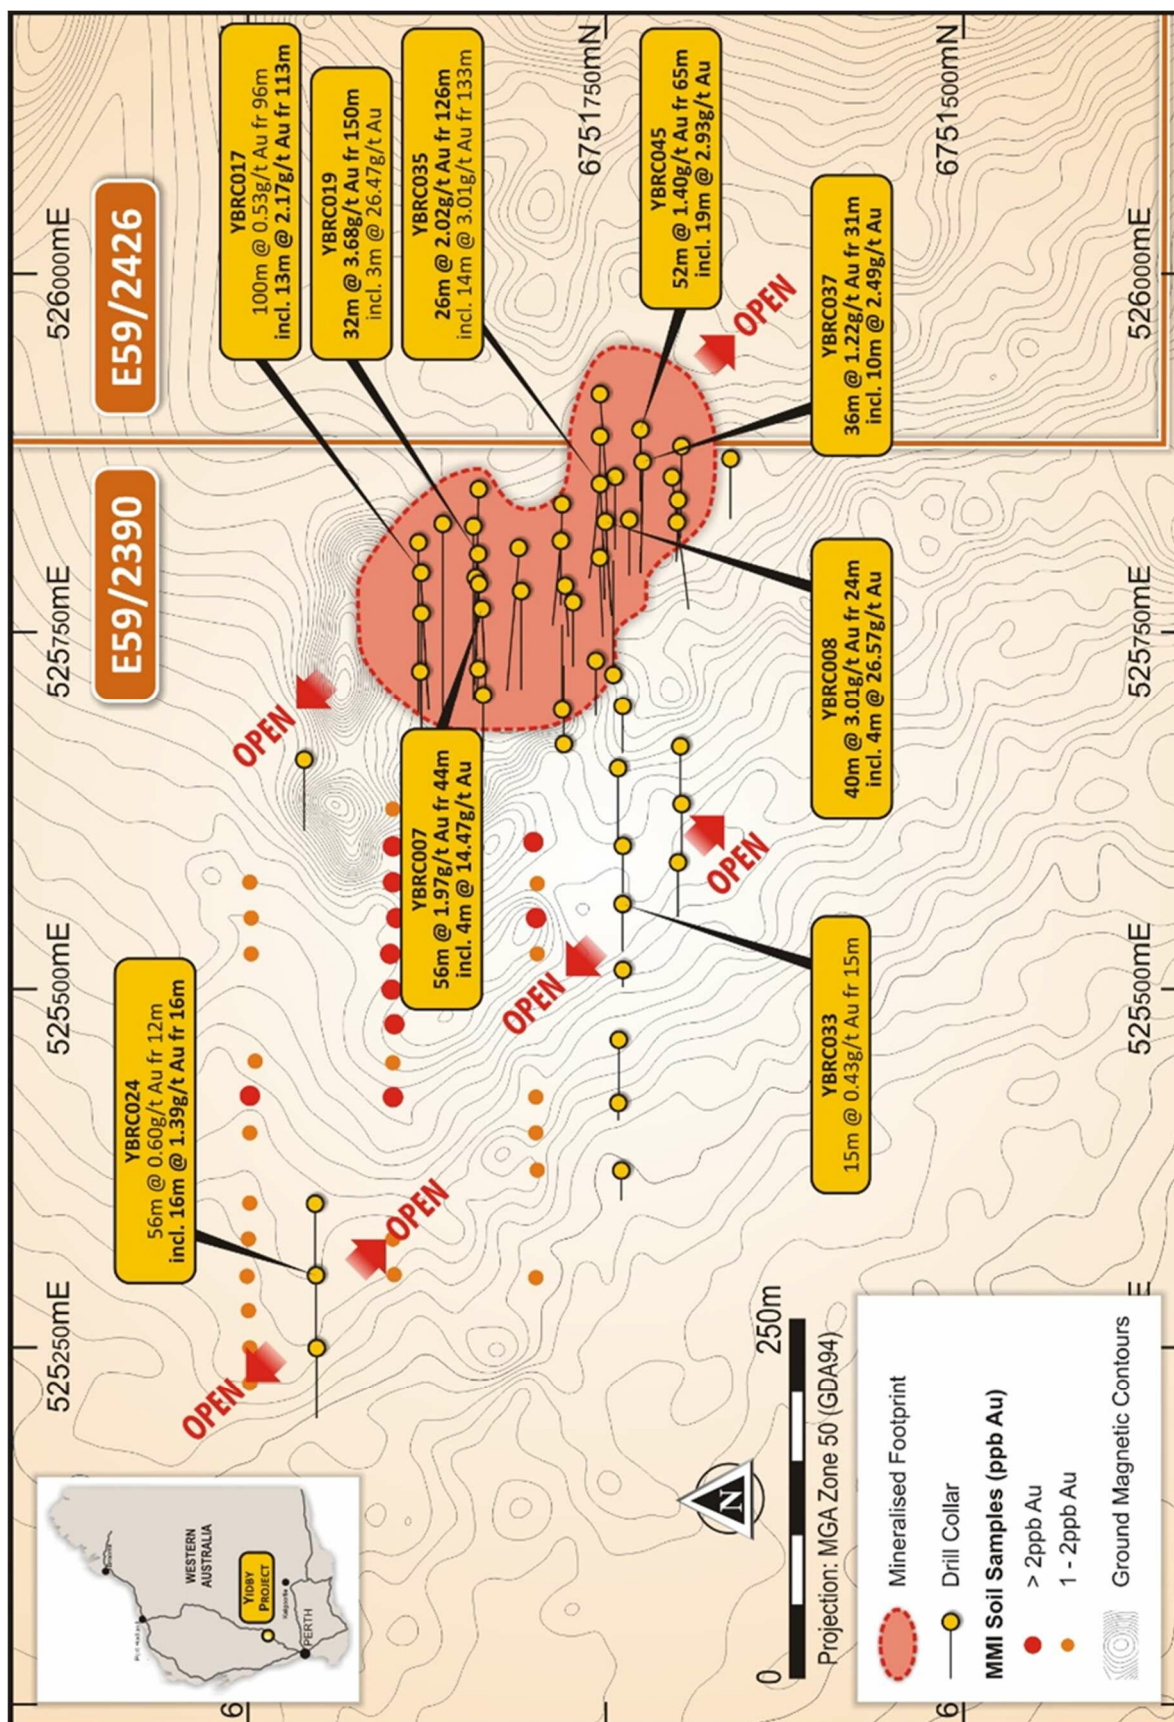 525250mE
525500mE
525750mE
526000mE
E59/2390
E59/2426
YBRC024
56m @ 0.60g/t Au fr 12m
incl. 16m @ 1.39g/t Au fr 16m
YBRC017
100m @ 0.53g/t Au fr 96m
incl. 13m @ 2.17g/t Au fr 113m
YBRC019
32m @ 3.68g/t Au fr 150m
incl. 3m @ 26.47g/t Au
YBRC035
26m @ 2.02g/t Au fr 126m
incl. 14m @ 3.01g/t Au fr 133m
YBRC007
56m @ 1.97g/t Au fr 44m
incl. 4m @ 14.47g/t Au
YBRC045
52m @ 1.40g/t Au fr 65m
incl. 19m @ 2.93g/t Au
YBRC037
36m @ 1.22g/t Au fr 31m
incl. 10m @ 2.49g/t Au
YBRC008
40m @ 3.01g/t Au fr 24m
incl. 4m @ 26.57g/t Au
YBRC033
15m @ 0.43g/t Au fr 15m
OPEN
OPEN
OPEN
OPEN
OPEN
OPEN
6751750mN
6751500mN
WESTERN
AUSTRALIA
YIDBY
PROJECT
Kalgoorlie
PERTH
N
0
250m
Projection: MGA Zone 50 (GDA94)
Mineralised Footprint
Drill Collar
MMI Soil Samples (ppb Au)
> 2ppb Au
1 - 2ppb Au
Ground Magnetic Contours
6
6
E
525500mE
525750mE
526000mE